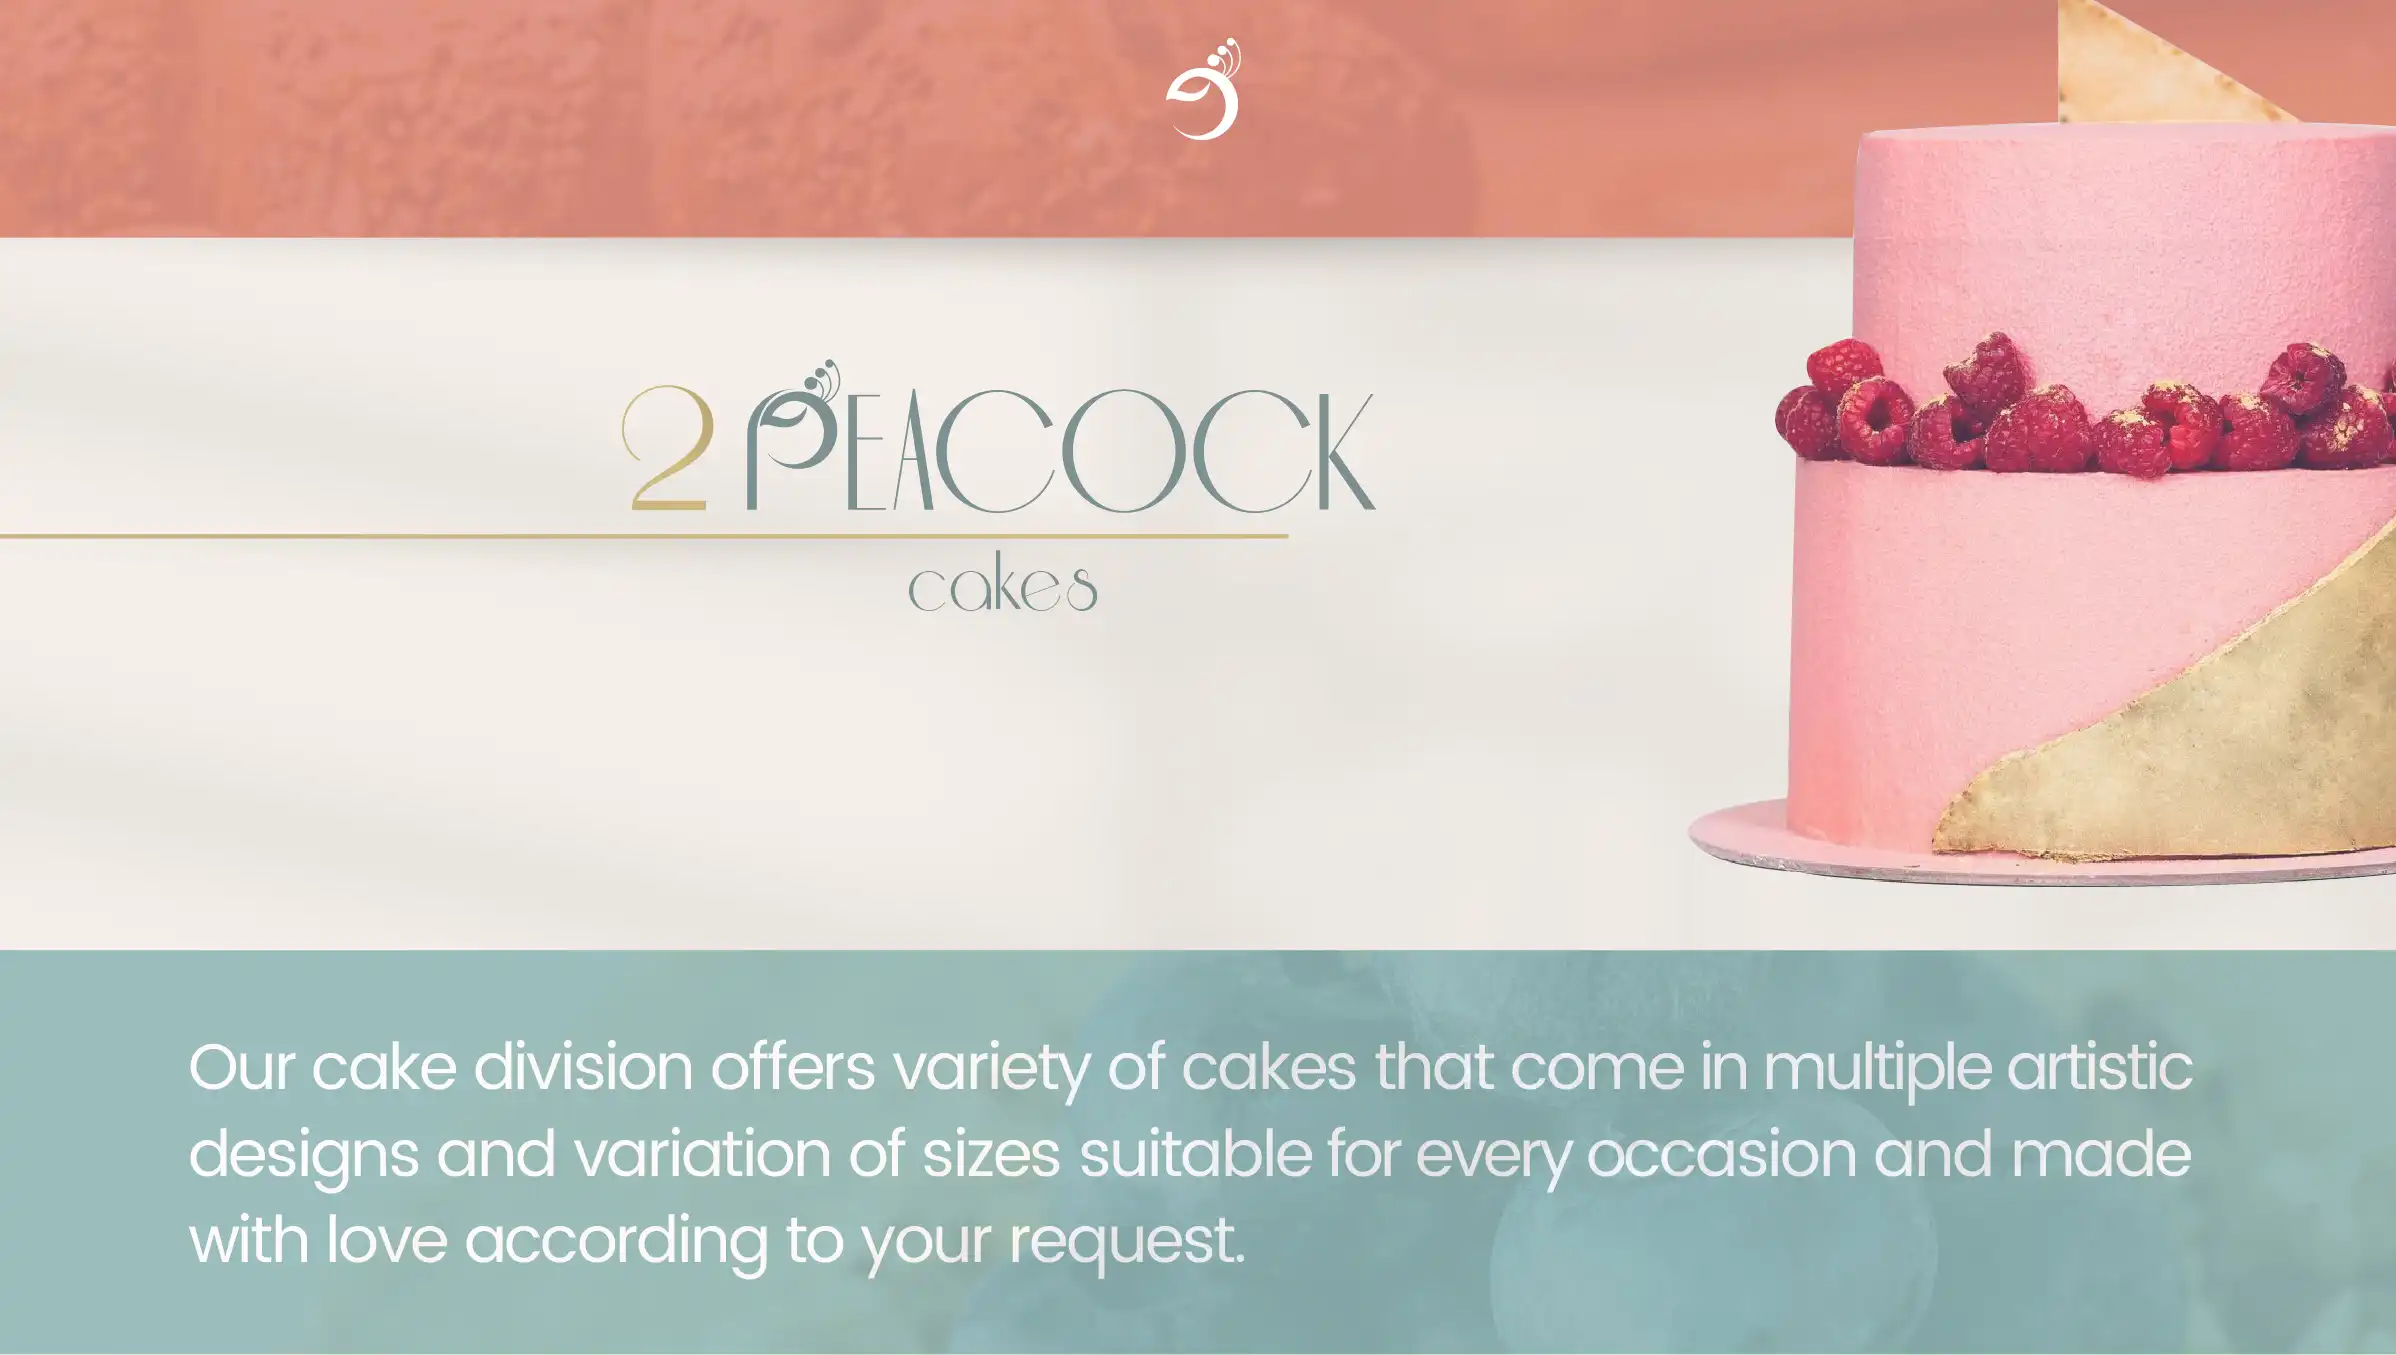 2 PEACOCK
cakes
Our cake division offers variety of cakes that come in multiple artistic
designs and variation of sizes suitable for every occasion and made
with love according to your request.